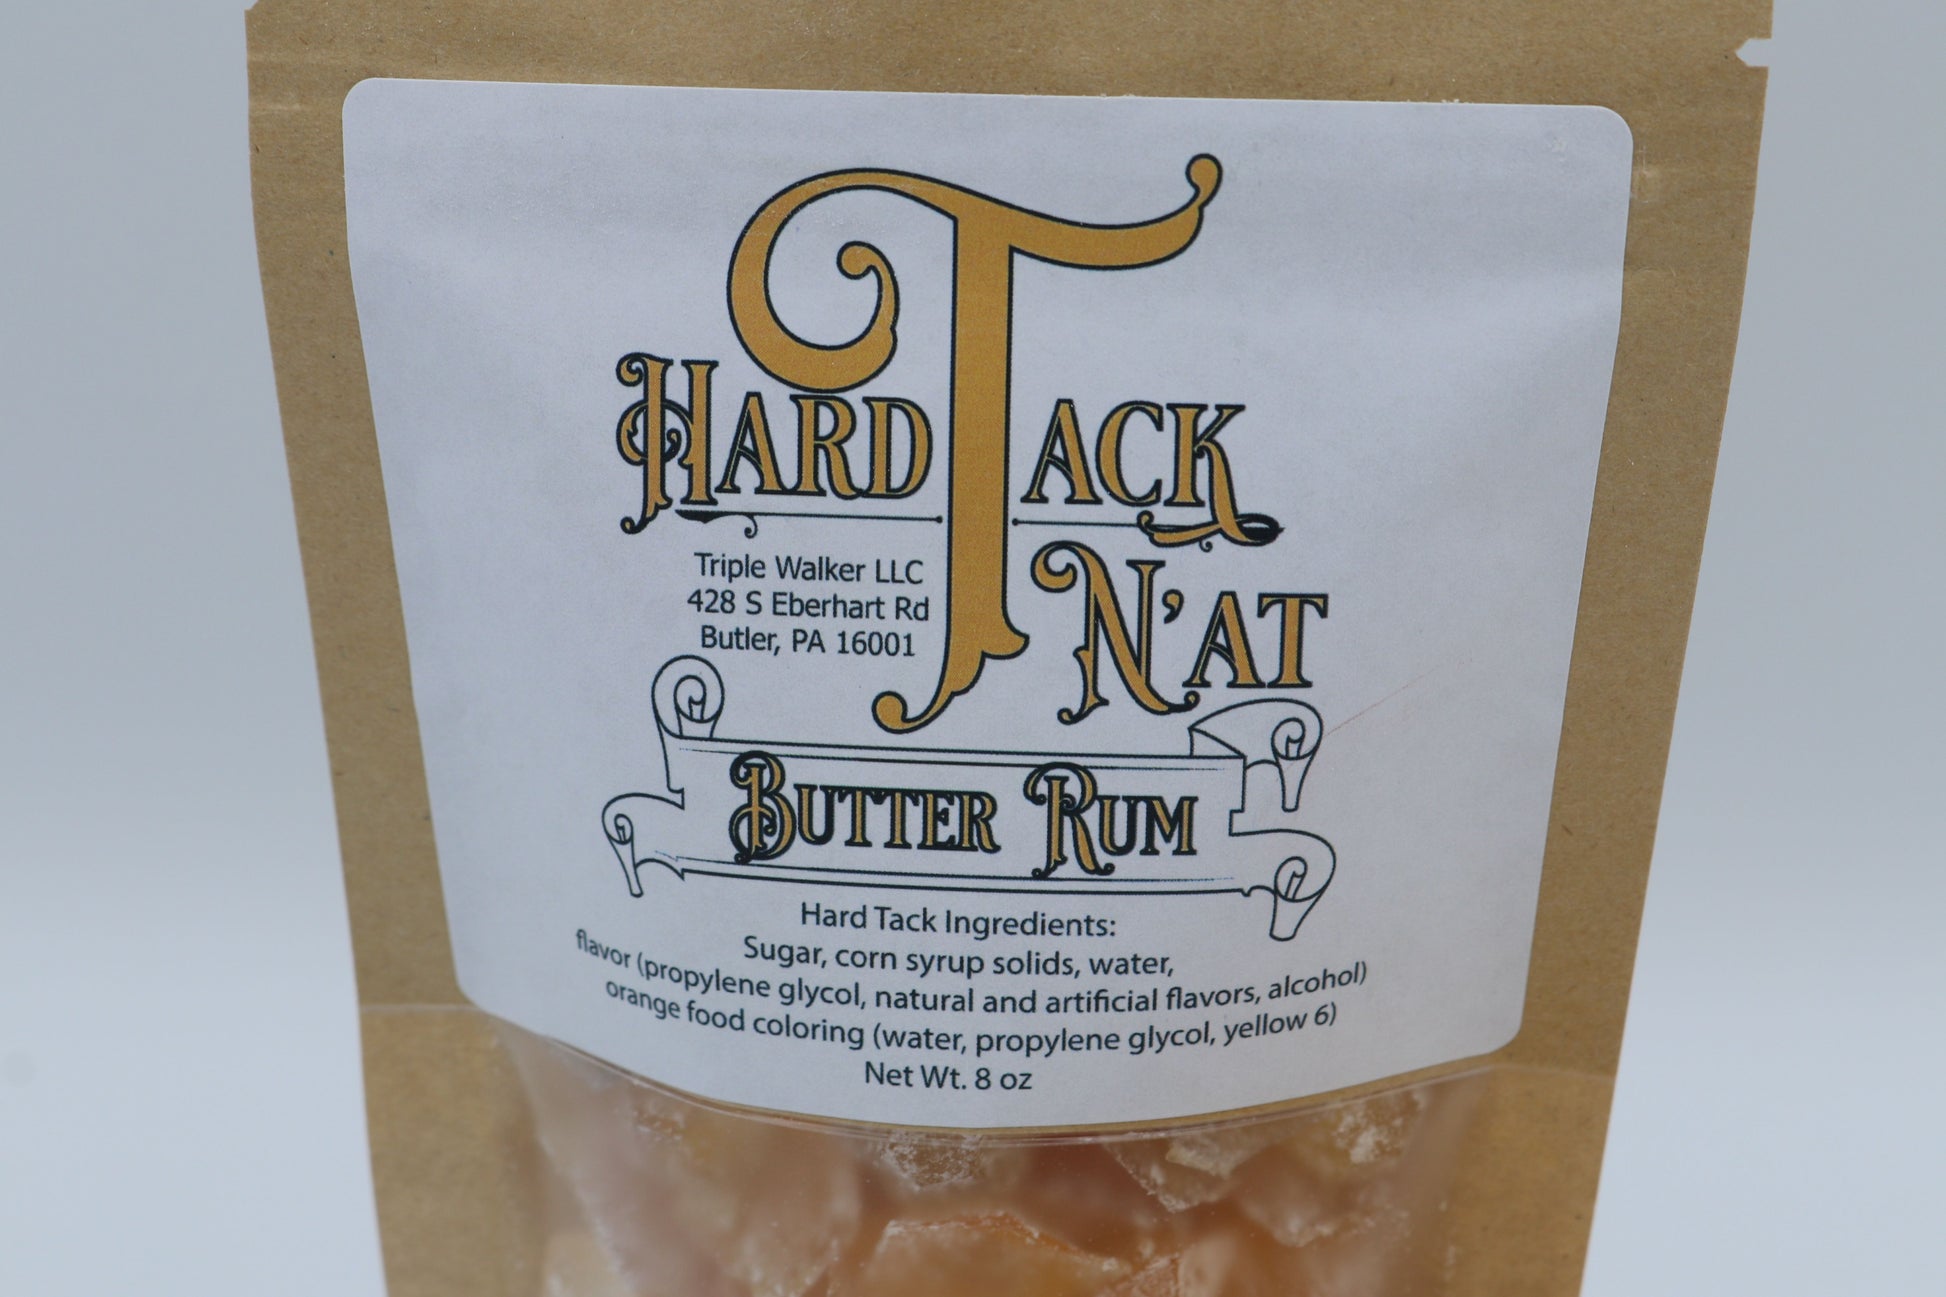 HARD TACK
N'AT
Triple Walker LLC
428 S Eberhart Rd
Butler, PA 16001
BUTTER RUM
Hard Tack Ingredients:
Sugar, corn syrup solids, water,
flavor (propylene glycol, natural and artificial flavors, alcohol)
orange food coloring (water, propylene glycol, yellow 6)
Net Wt. 8 oz